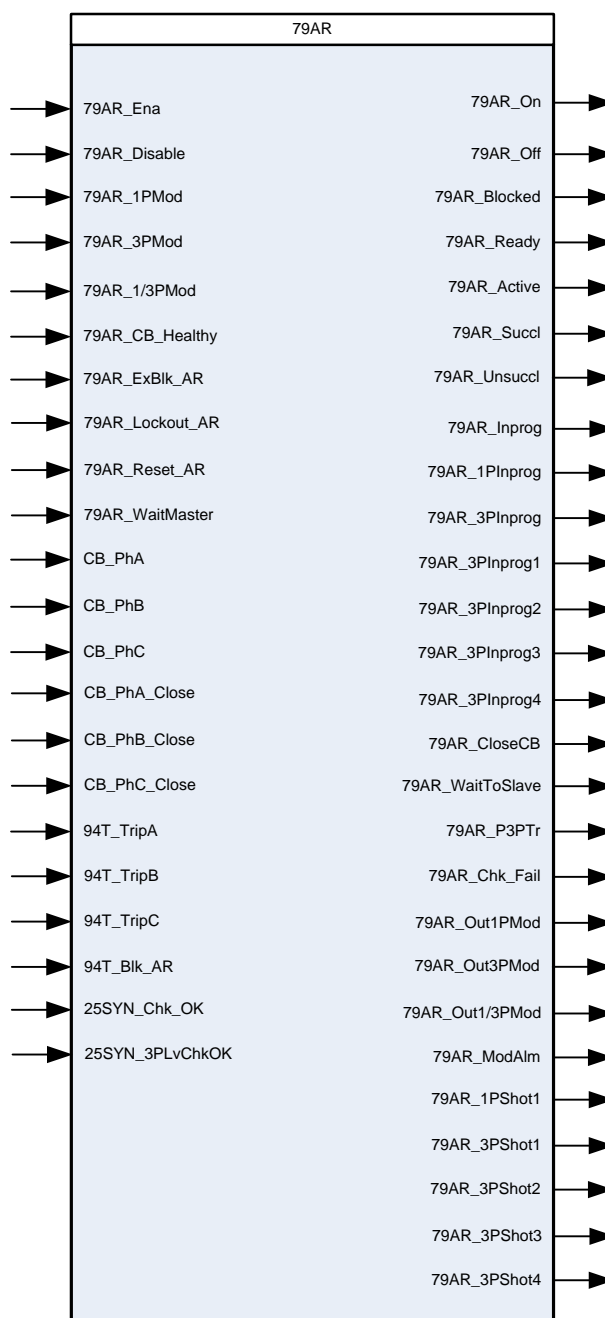 79AR
79AR_Ena
79AR_Disable
79AR_1PMod
79AR_3PMod
79AR_1/3PMod
79AR_CB_Healthy
79AR_ExBlk_AR
79AR_Lockout_AR
79AR_Reset_AR
79AR_WaitMaster
CB_PhA
CB_PhB
CB_PhC
CB_PhA_Close
CB_PhB_Close
CB_PhC_Close
94T_TripA
94T_TripB
94T_TripC
94T_Blk_AR
25SYN_Chk_OK
25SYN_3PLvChkOK
79AR_On
79AR_Off
79AR_Blocked
79AR_Ready
79AR_Active
79AR_Succl
79AR_Unsuccl
79AR_Inprog
79AR_1PInprog
79AR_3PInprog
79AR_3PInprog1
79AR_3PInprog2
79AR_3PInprog3
79AR_3PInprog4
79AR_CloseCB
79AR_WaitToSlave
79AR_P3PTr
79AR_Chk_Fail
79AR_Out1PMod
79AR_Out3PMod
79AR_Out1/3PMod
79AR_ModAlm
79AR_1PShot1
79AR_3PShot1
79AR_3PShot2
79AR_3PShot3
79AR_3PShot4